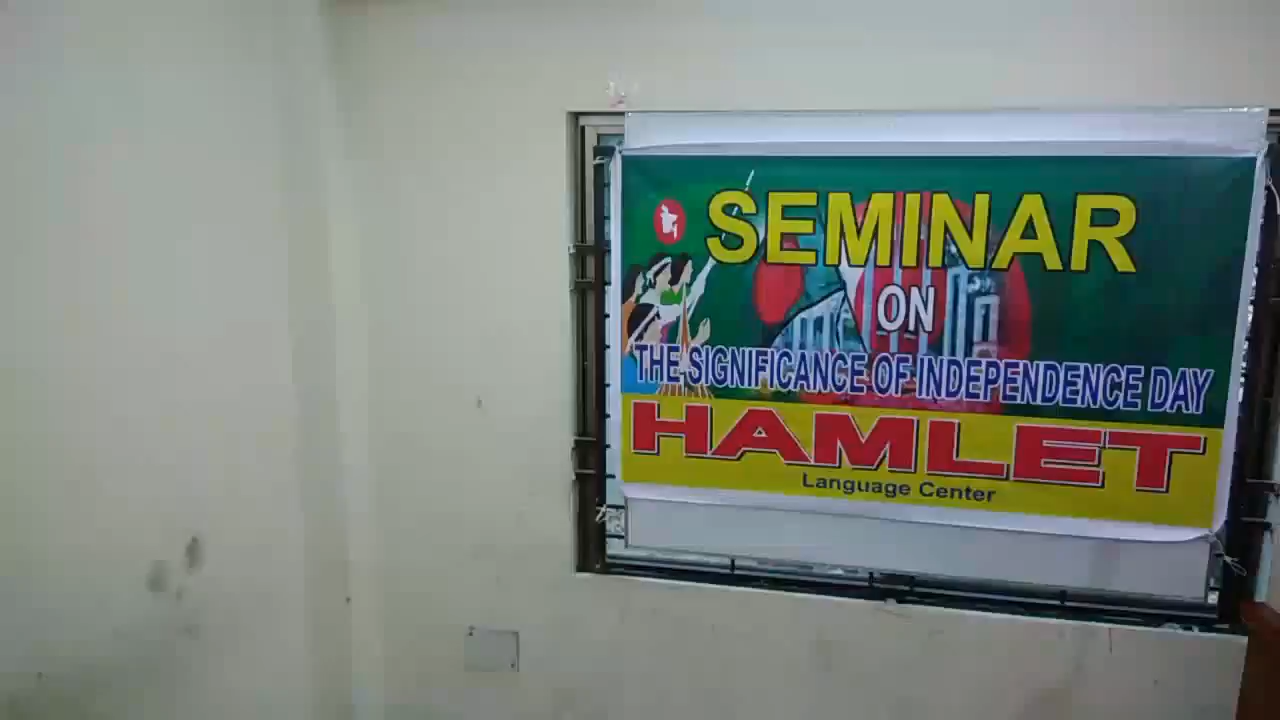 SEMINAR
ON
THE SIGNIFICANCE OF INDEPENDENCE DAY
HAMLET
Language Center